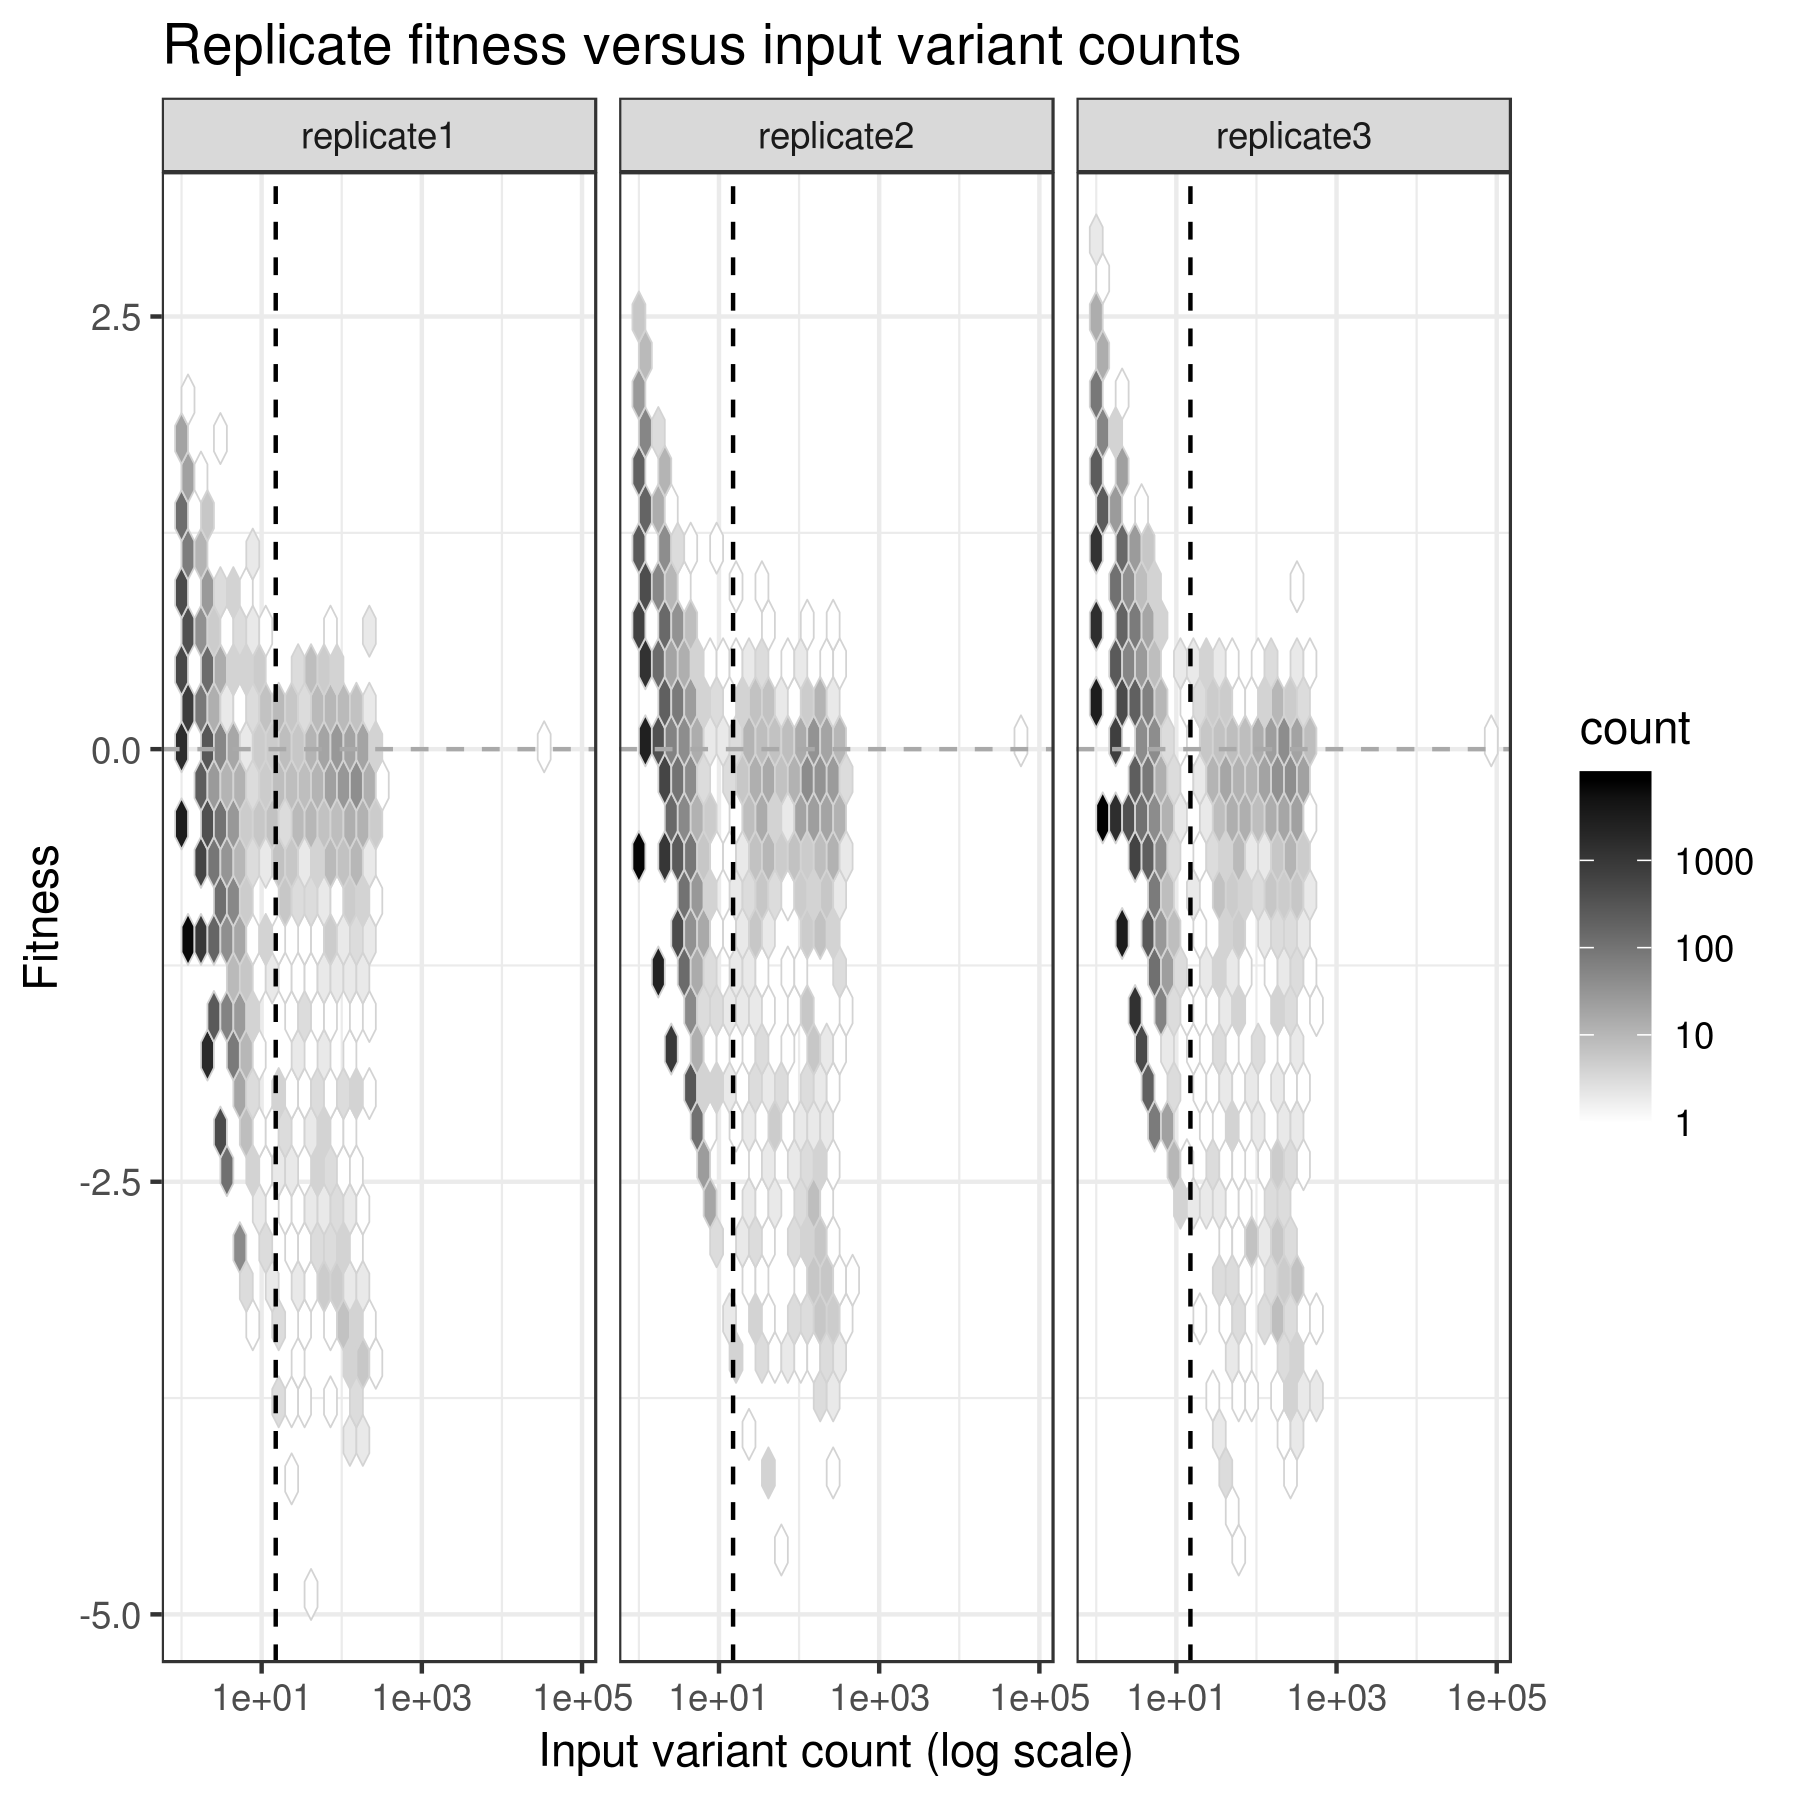 Replicate fitness versus input variant counts
replicate1 replicate2 replicate3
2.5
0.0
-2.5
-5.0
Fitness
1e+01 1e+03 1e+05 1e+01 1e+03 1e+05 1e+01 1e+03 1e+05
Input variant count (log scale)
count
1000
100
10
1